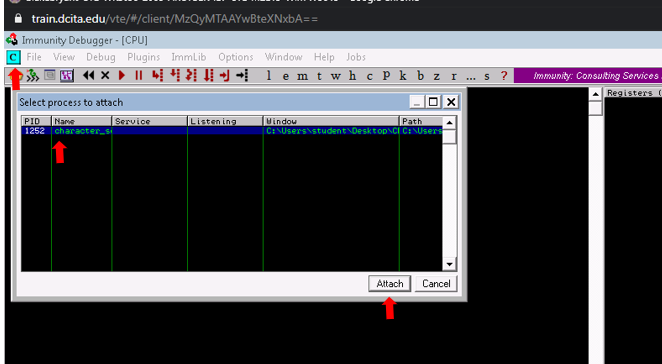 train.dcita.edu/vte/#/client/MzQyMTAAYwBteXNxbA==
Immunity Debugger - [CPU]
C File View Debug Plugins ImmLib Options Window Help Jobs
l e m t w h c P k b z r ... s ? Immunity: Consulting Services
Registers (
Select process to attach
PID Name Service Listening Window Path
1252 character_s C:\Users\student\Desktop\C C:\Users
Attach Cancel